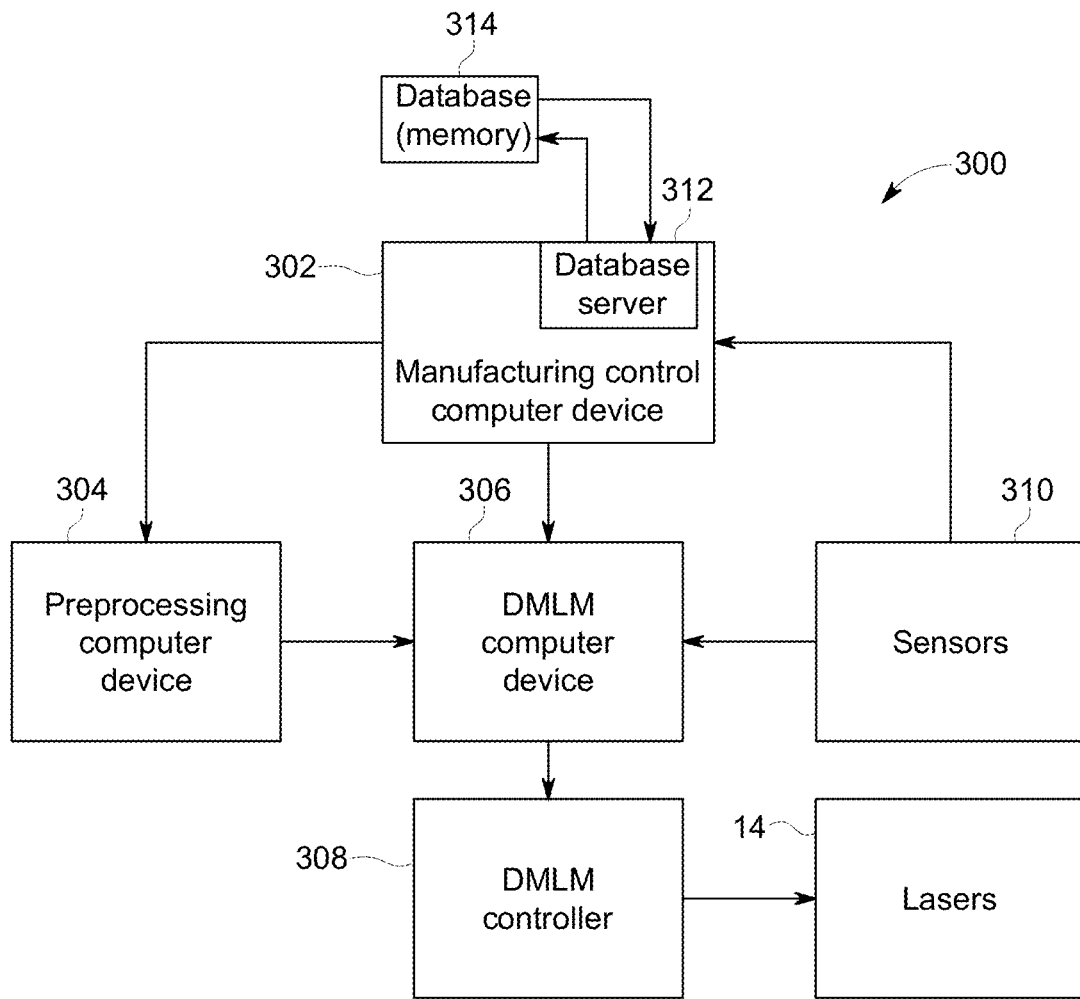 314
Database
(memory)
300
312
302
Database
server
Manufacturing control
computer device
304
306
310
Preprocessing
computer
device
DMLM
computer
device
Sensors
308
14
DMLM
controller
Lasers